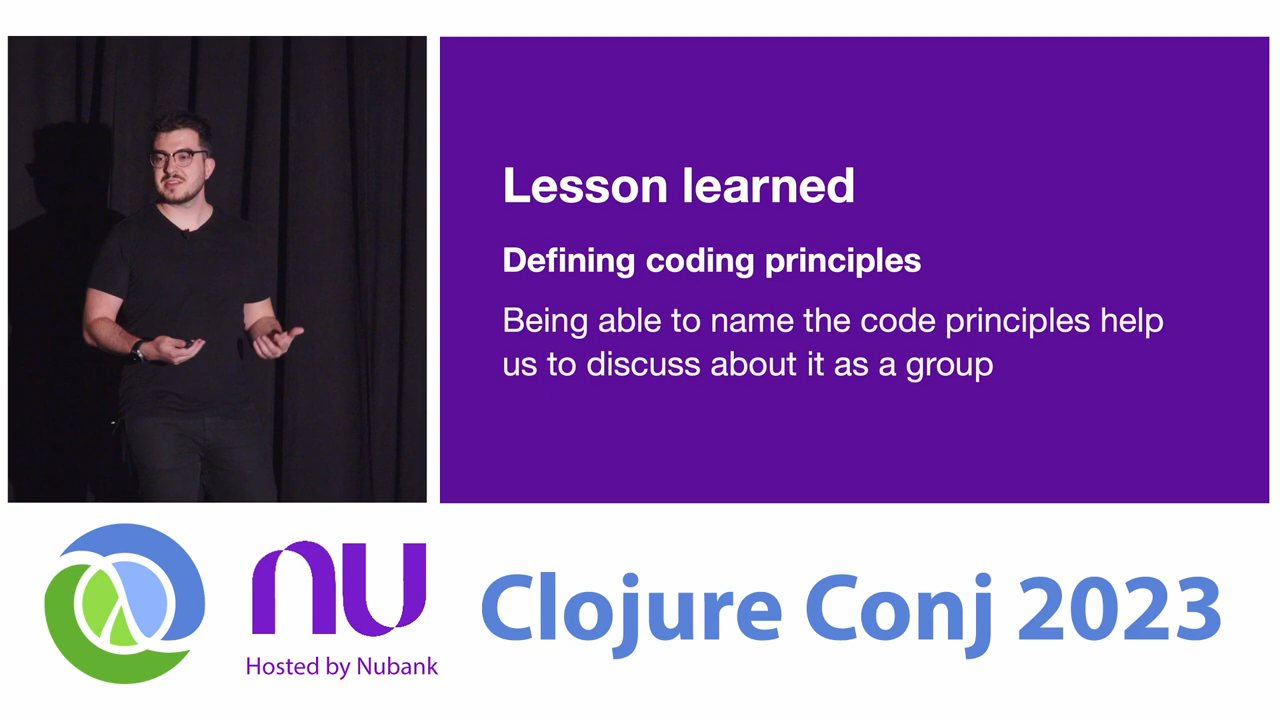 Lesson learned
Defining coding principles
Being able to name the code principles help
us to discuss about it as a group
nu
Hosted by Nubank
Clojure Conj 2023